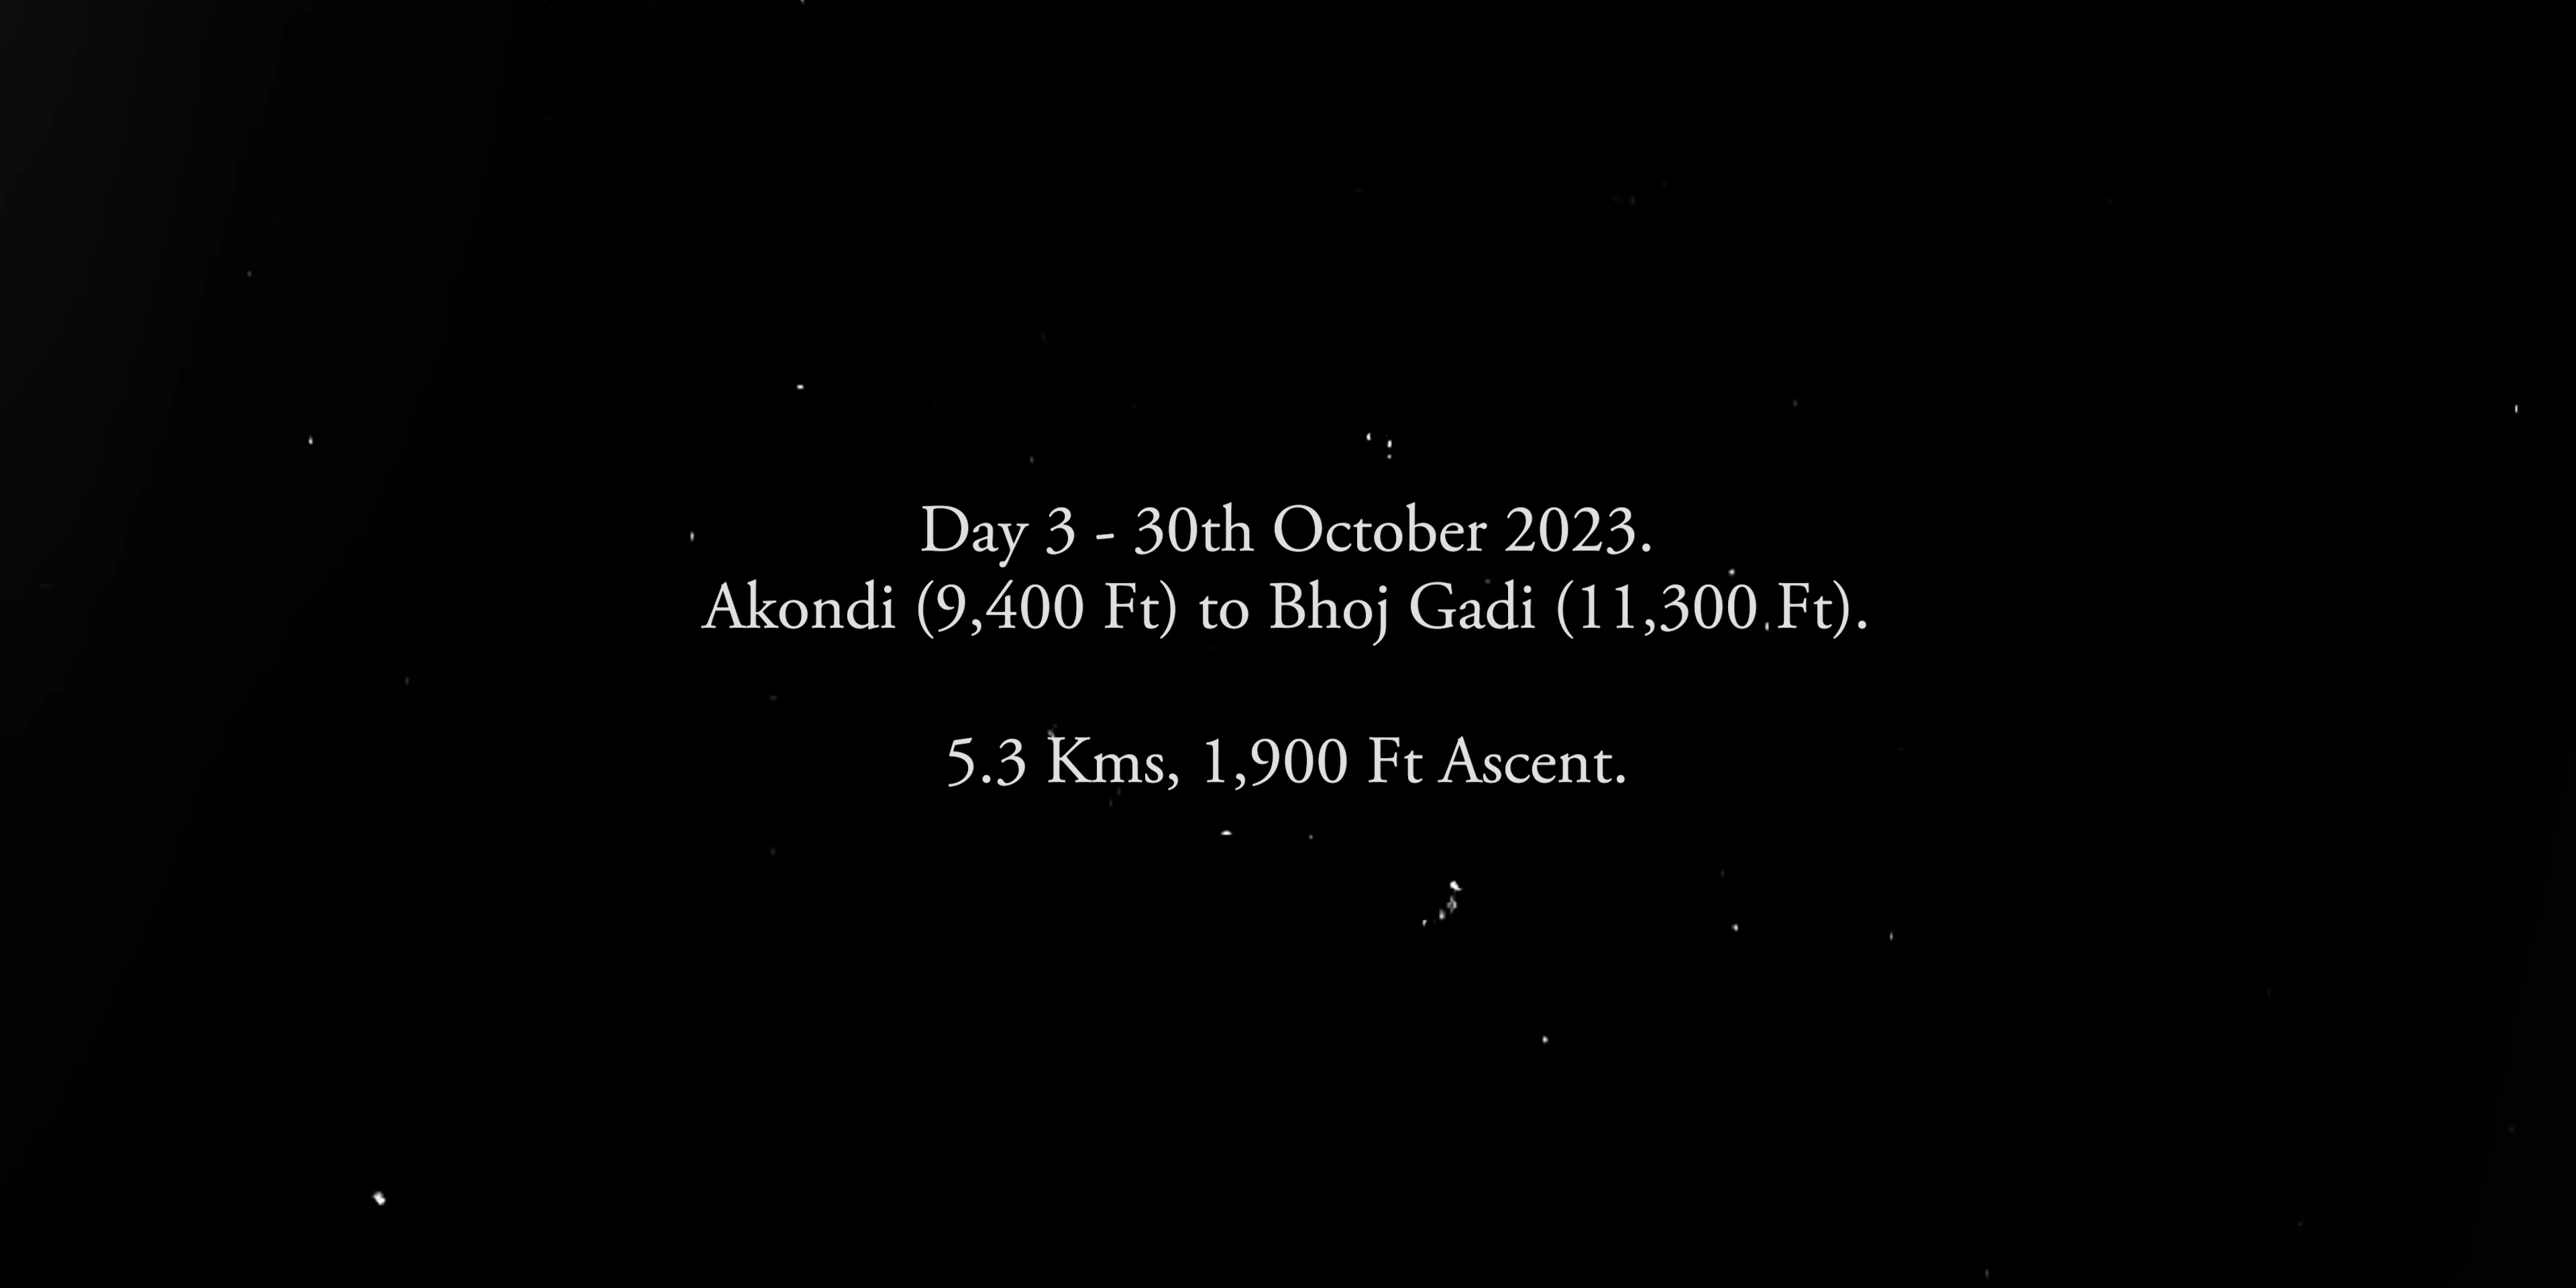 Day 3 - 30th October 2023.
Akondi (9,400 Ft) to Bhoj Gadi (11,300 Ft).
5.3 Kms, 1,900 Ft Ascent.